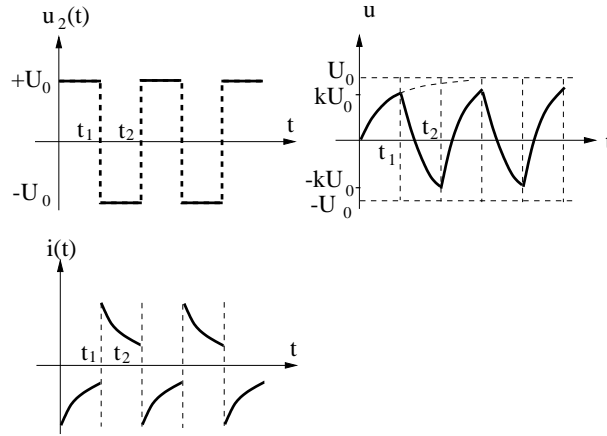 u₂(t)
+U₀
t₁ t₂ t
-U₀
u
U₀
kU₀
t₂ t
t₁
-kU₀
-U₀
i(t)
t₁ t₂ t